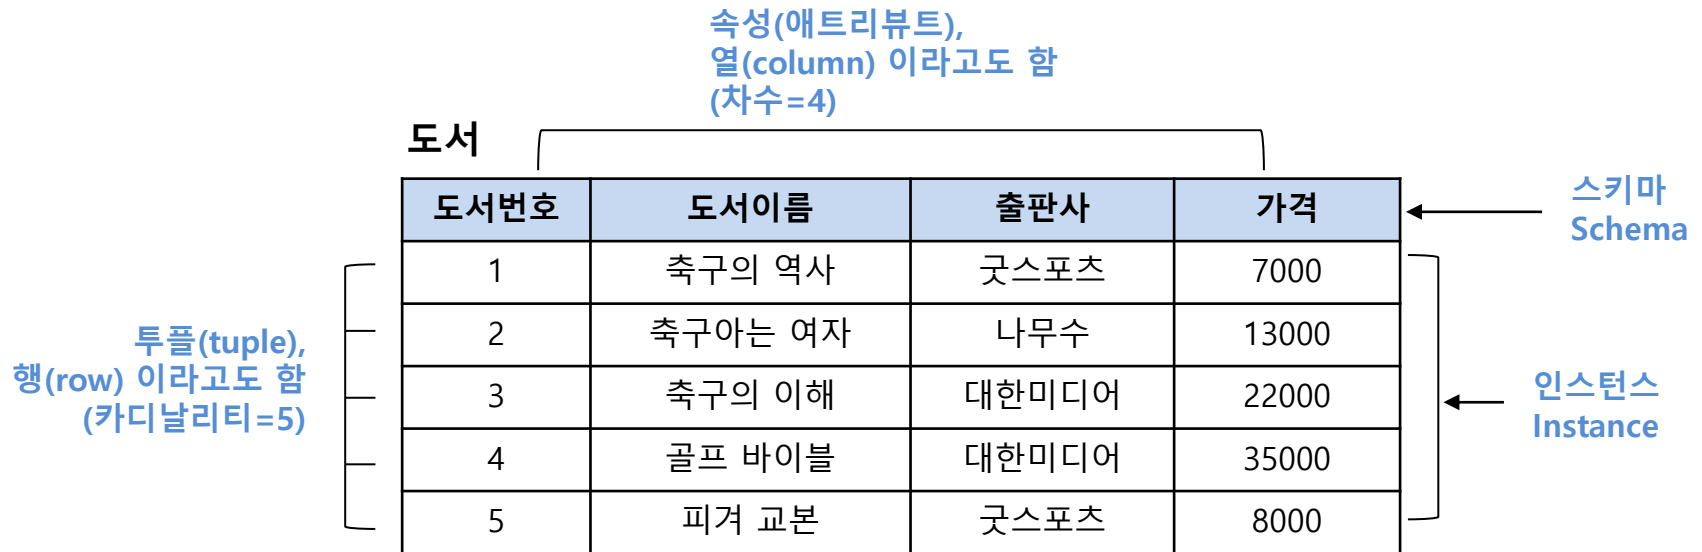 속성(애트리뷰트),
열(column) 이라고도 함
(차수=4)
도서
도서번호 도서이름 출판사 가격
스키마
Schema
1 축구의 역사 굿스포츠 7000
2 축구아는 여자 나무수 13000
3 축구의 이해 대한미디어 22000
4 골프 바이블 대한미디어 35000
5 피겨 교본 굿스포츠 8000
투플(tuple),
행(row) 이라고도 함
(카디날리티=5)
인스턴스
Instance